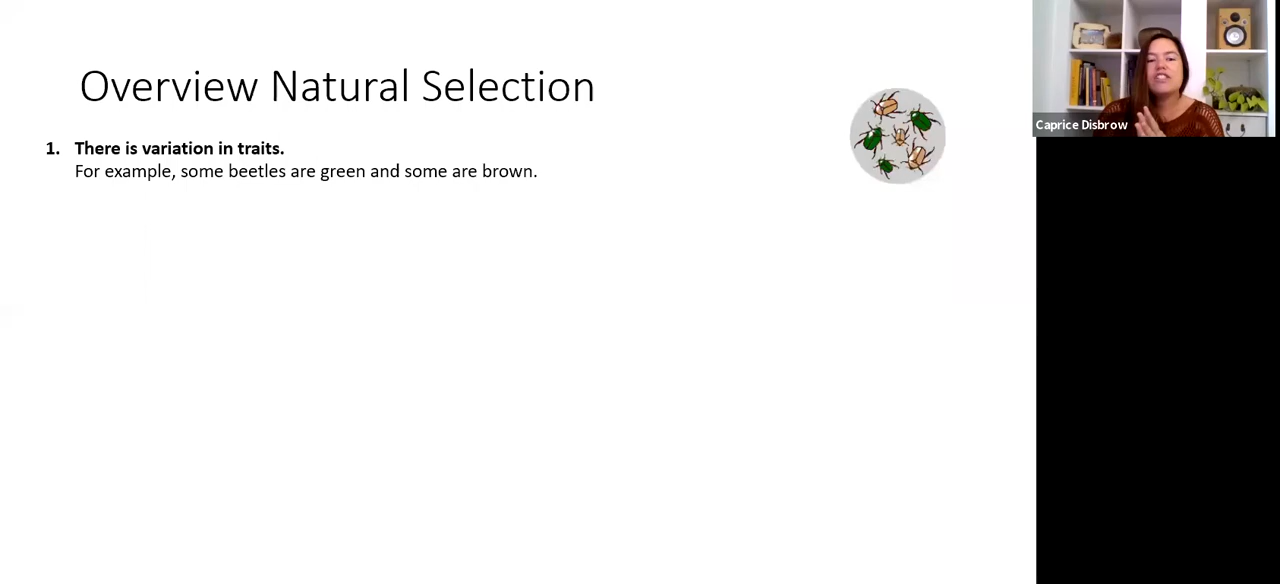 Overview Natural Selection
1. There is variation in traits.
For example, some beetles are green and some are brown.
Caprice Disbrow